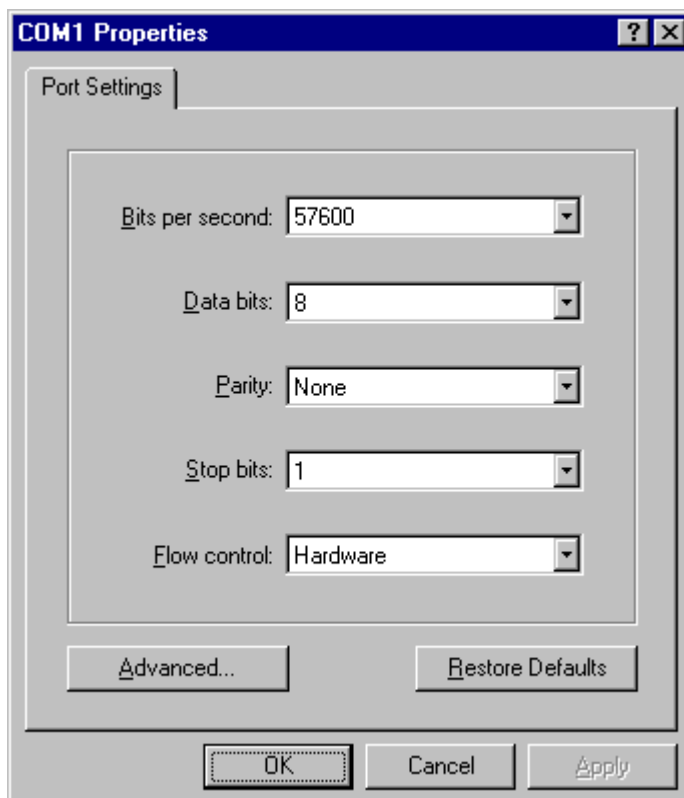 COM1 Properties
Port Settings
Bits per second: 57600
Data bits: 8
Parity: None
Stop bits: 1
Flow control: Hardware
Advanced... Restore Defaults
OK Cancel Apply